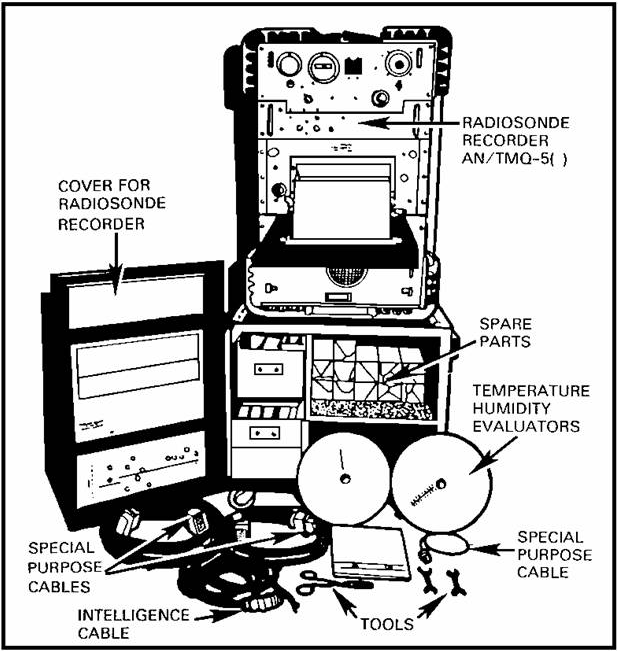 RADIOSONDE
RECORDER
AN/TMQ-5( )
COVER FOR
RADIOSONDE
RECORDER
SPARE
PARTS
TEMPERATURE
HUMIDITY
EVALUATORS
SPECIAL
PURPOSE
CABLES
SPECIAL
PURPOSE
CABLE
INTELLIGENCE
CABLE
TOOLS